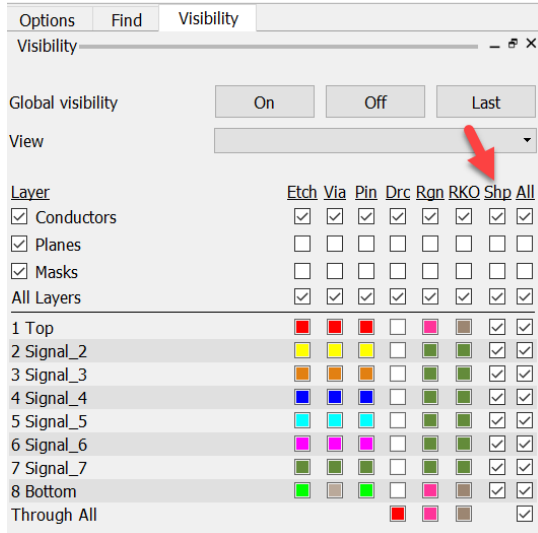 Options Find Visibility
Visibility
Global visibility On Off Last
View
Layer Etch Via Pin Drc Rgn RKO Shp All
Conductors
Planes
Masks
All Layers
1 Top
2 Signal_2
3 Signal_3
4 Signal_4
5 Signal_5
6 Signal_6
7 Signal_7
8 Bottom
Through All